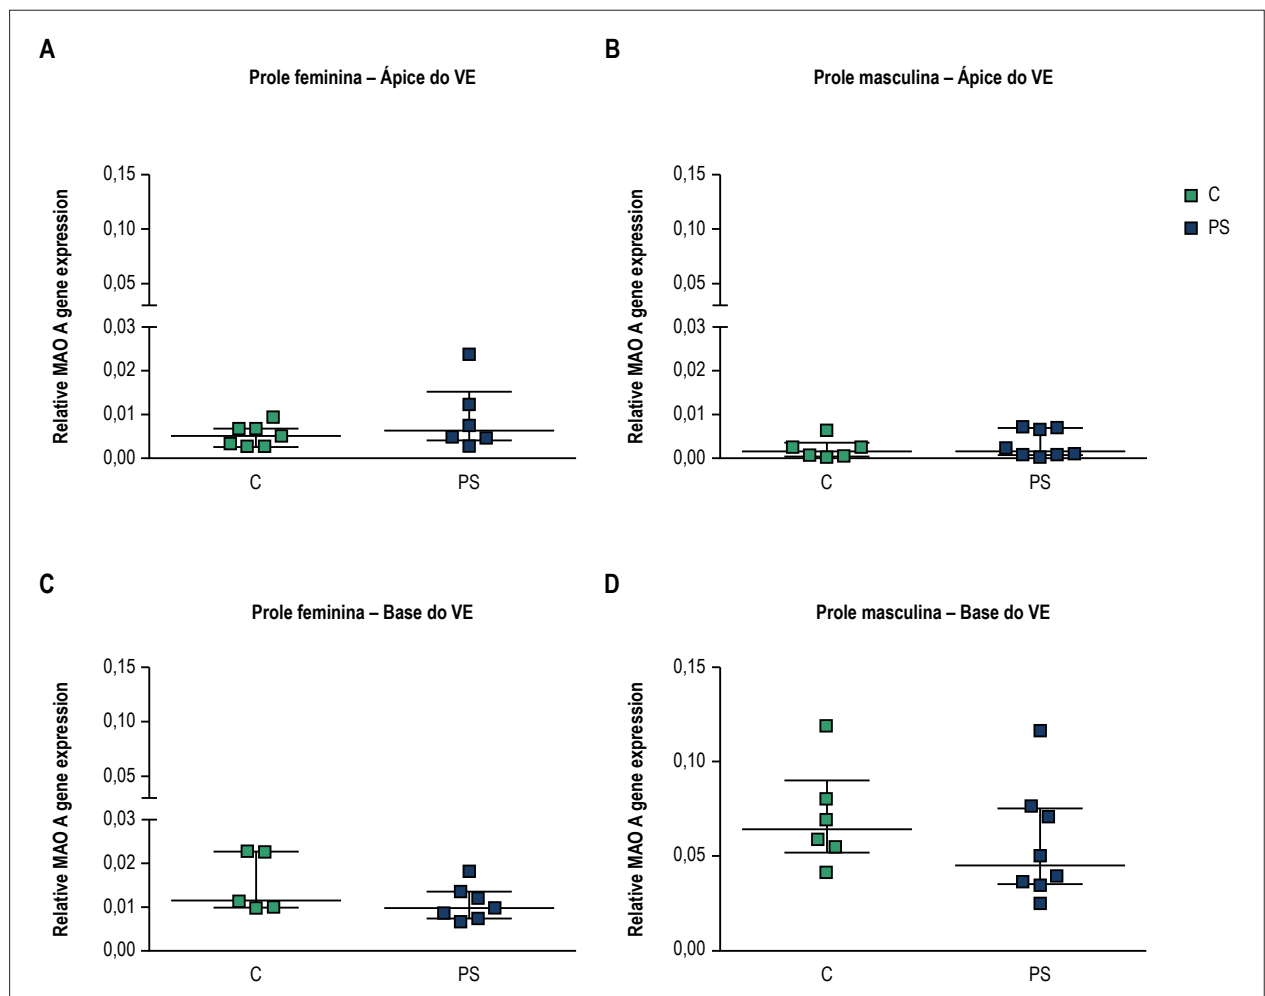 A
Prole feminina – Ápice do VE
Relative MAO A gene expression
0,15
0,10
0,05
0,03
0,02
0,01
0,00
C
PS
B
Prole masculina – Ápice do VE
Relative MAO A gene expression
0,15
0,10
0,05
0,03
0,02
0,01
0,00
C
PS
C
PS
C
Prole feminina – Base do VE
Relative MAO A gene expression
0,15
0,10
0,05
0,03
0,02
0,01
0,00
C
PS
D
Prole masculina – Base do VE
Relative MAO A gene expression
0,15
0,10
0,05
0,00
C
PS